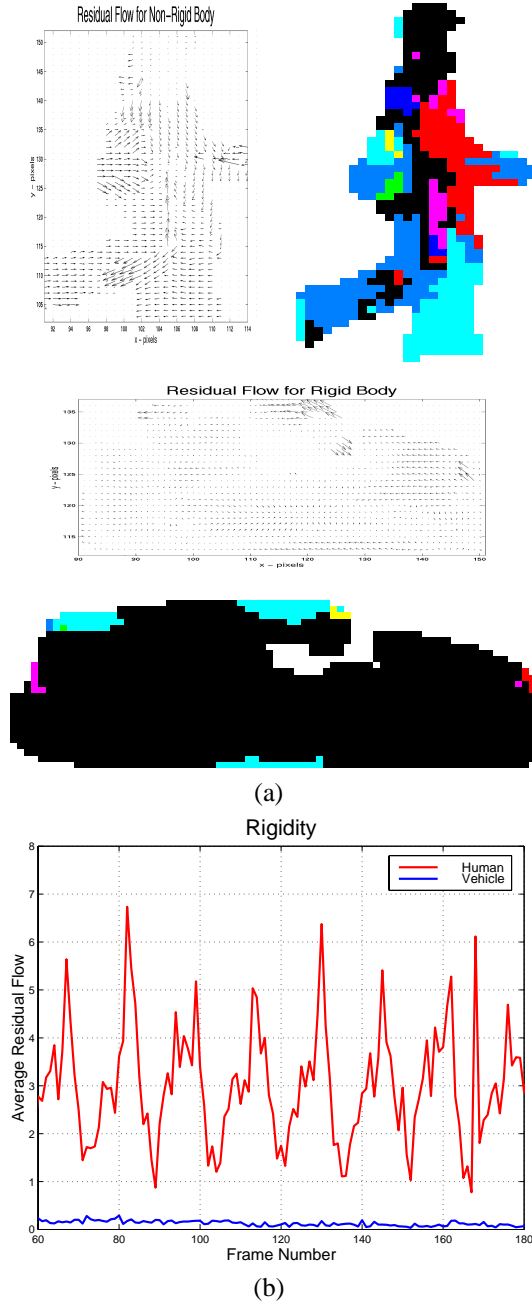 Residual Flow for Non-Rigid Body
150
145
140
135
130
125
120
115
110
105
y - pixels
92 94 96 98 100 102 104 106 108 110 112 114
x - pixels
Residual Flow for Rigid Body
135
130
125
120
115
y - pixels
80 90 100 110 120 130 140 150
x - pixels
(a)
Rigidity
8
7
6
5
4
3
2
1
0
Average Residual Flow
Human
Vehicle
60 80 100 120 140 160 180
Frame Number
(b)